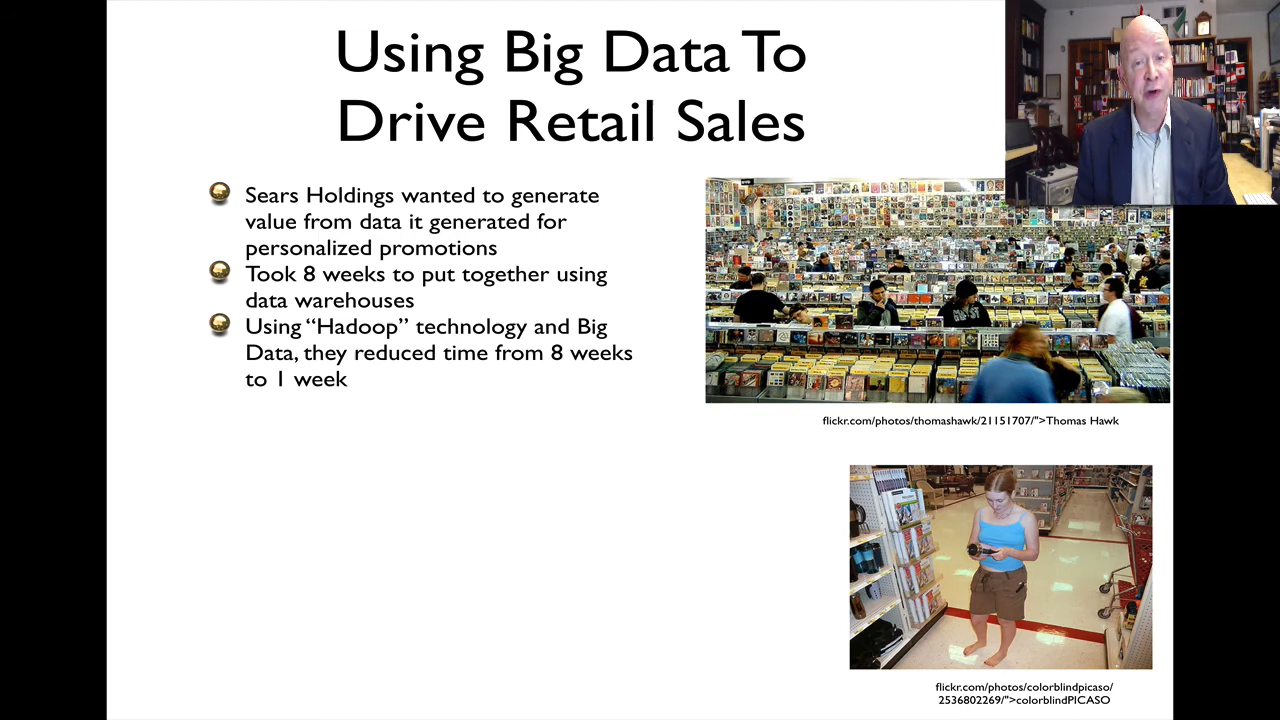 Using Big Data To
Drive Retail Sales
Sears Holdings wanted to generate
value from data it generated for
personalized promotions
Took 8 weeks to put together using
data warehouses
Using “Hadoop” technology and Big
Data, they reduced time from 8 weeks
to 1 week
flickr.com/photos/thomashawk/21151707/">Thomas Hawk
flickr.com/photos/colorblindpicaso/
2536802269/">colorblindPICASO